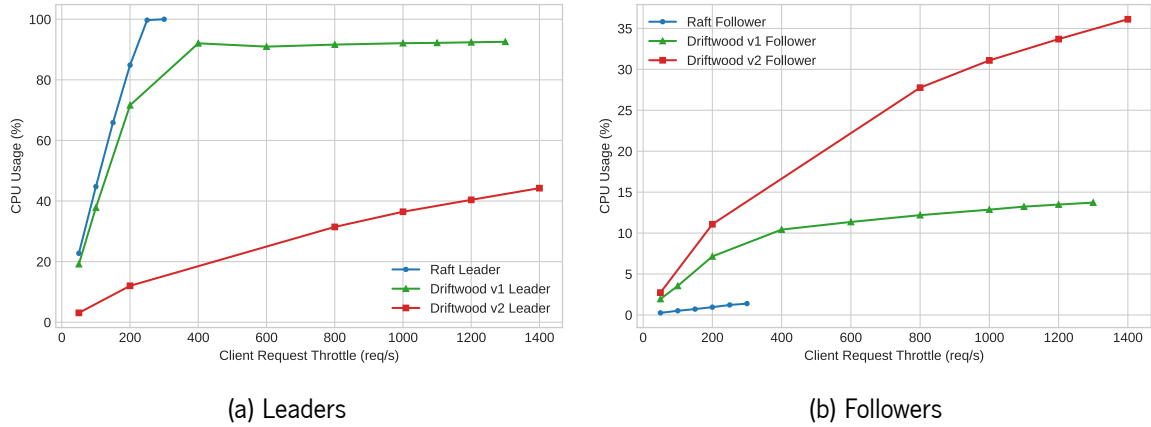 100
80
60
40
20
0
CPU Usage (%)
0 200 400 600 800 1000 1200 1400
Client Request Throttle (req/s)
Raft Leader
Driftwood v1 Leader
Driftwood v2 Leader
(a) Leaders
35
30
25
20
15
10
5
0
CPU Usage (%)
0 200 400 600 800 1000 1200 1400
Client Request Throttle (req/s)
Raft Follower
Driftwood v1 Follower
Driftwood v2 Follower
(b) Followers